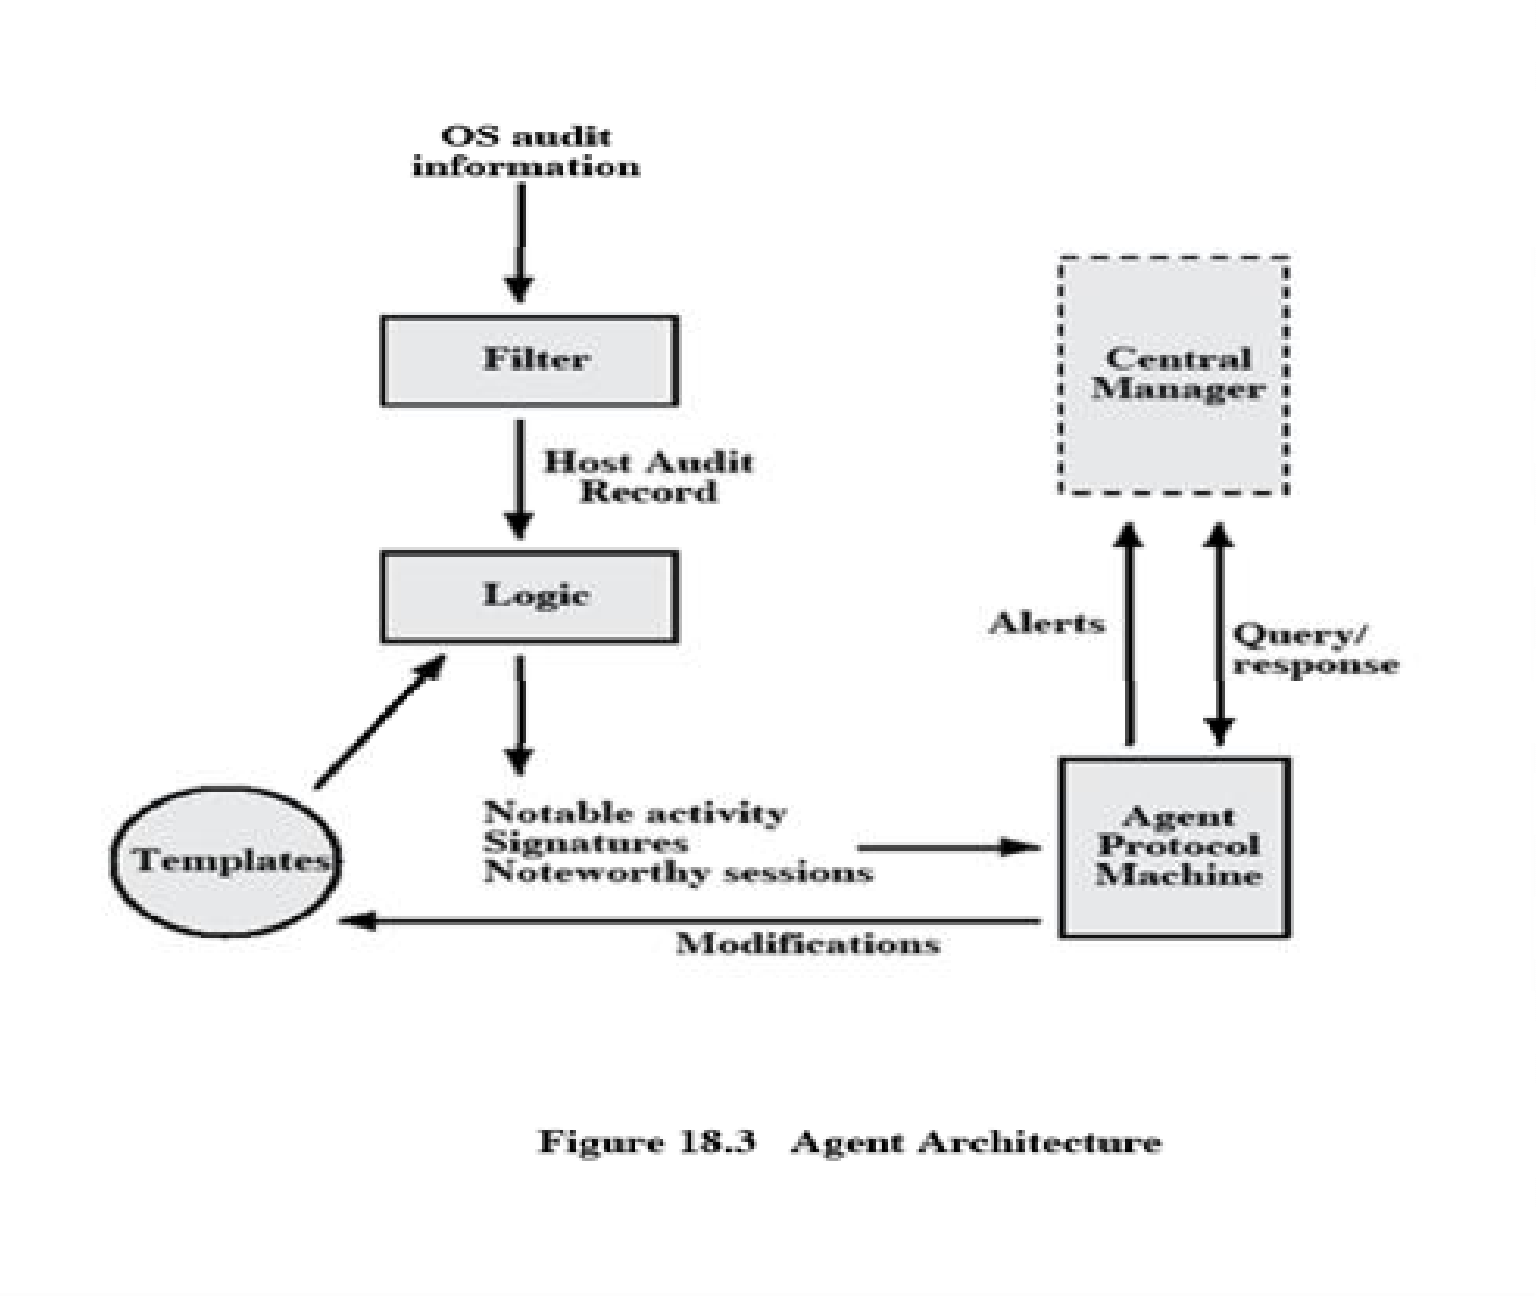 OS audit
information
Filter
Host Audit
Record
Logic
Central
Manager
Alerts
Query/
response
Templates
Notable activity
Signatures
Noteworthy sessions
Agent
Protocol
Machine
Modifications
Figure 18.3 Agent Architecture